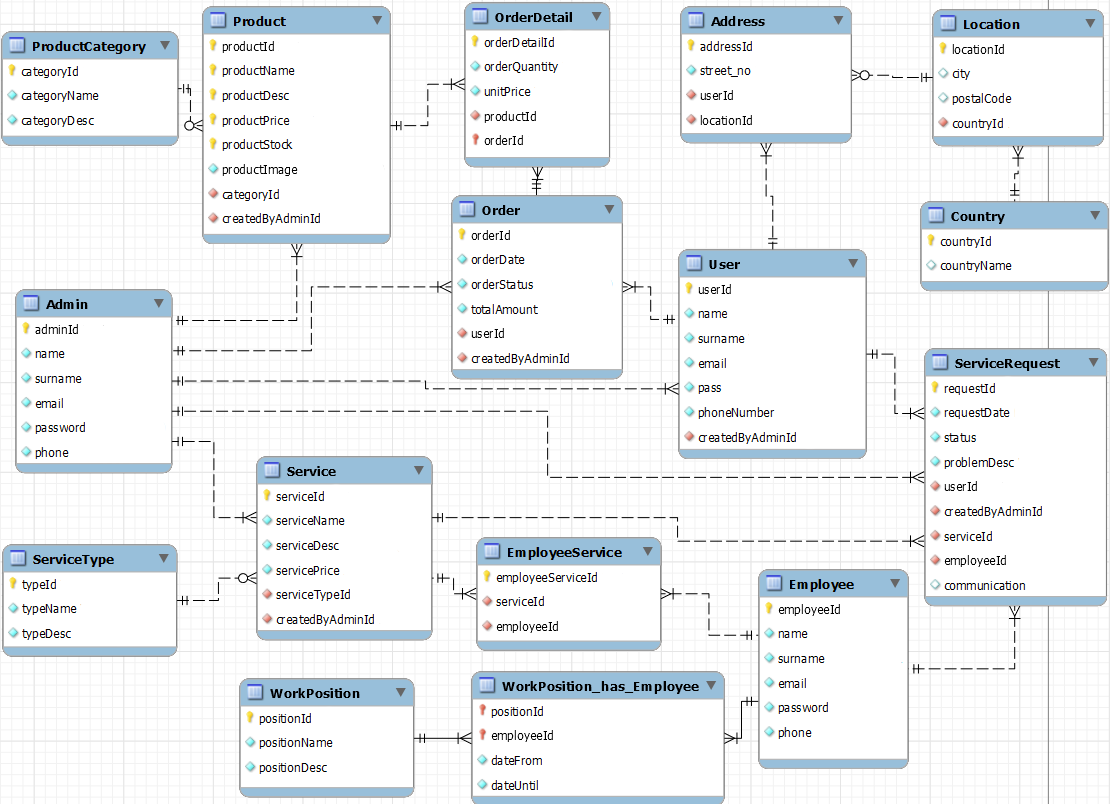 ProductCategory
categoryId
categoryName
categoryDesc
Product
productId
productName
productDesc
productPrice
productStock
productImage
categoryId
createdByAdminId
OrderDetail
orderDetailId
orderQuantity
unitPrice
productId
orderId
Address
addressId
street_no
userId
locationId
Location
locationId
city
postalCode
countryId
Order
orderId
orderDate
orderStatus
totalAmount
userId
createdByAdminId
Country
countryId
countryName
User
userId
name
surname
email
pass
phoneNumber
createdByAdminId
Admin
adminId
name
surname
email
password
phone
ServiceRequest
requestId
requestDate
status
problemDesc
userId
createdByAdminId
serviceId
employeeId
communication
Service
serviceId
serviceName
serviceDesc
servicePrice
serviceTypeId
createdByAdminId
ServiceType
typeId
typeName
typeDesc
EmployeeService
employeeServiceId
serviceId
employeeId
Employee
employeeId
name
surname
email
password
phone
WorkPosition
positionId
positionName
positionDesc
WorkPosition_has_Employee
positionId
employeeId
dateFrom
dateUntil